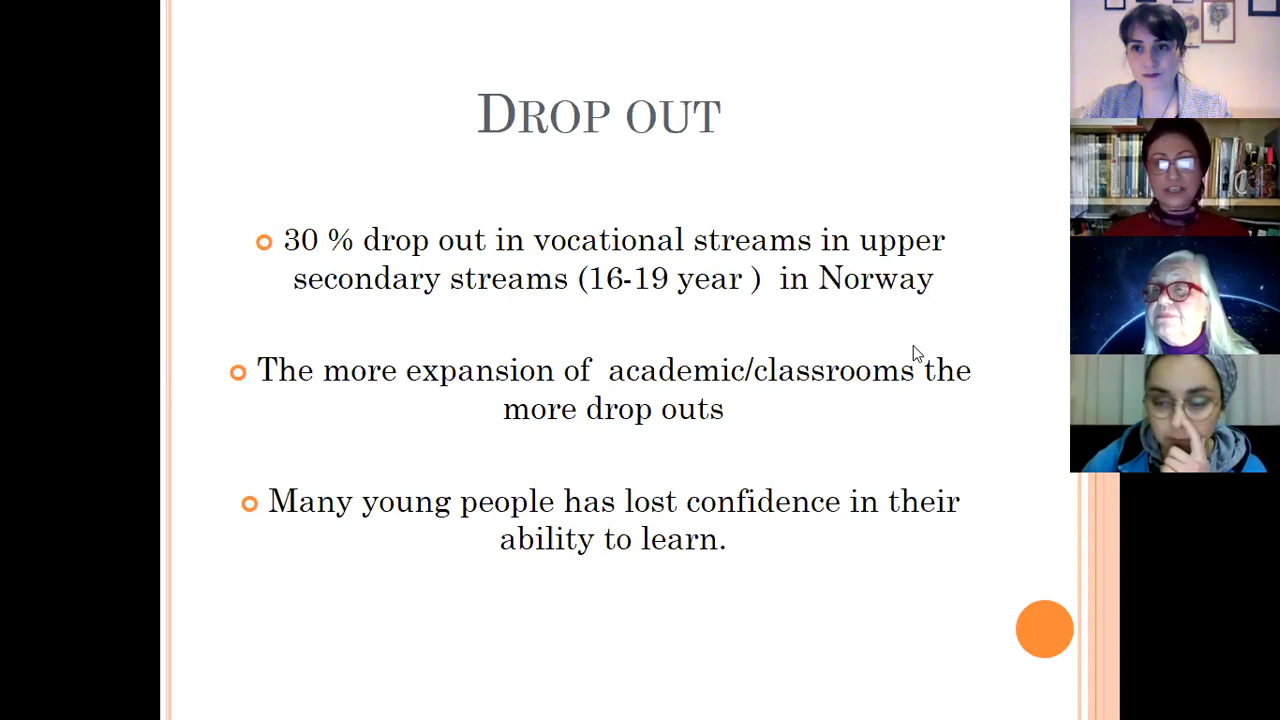 DROP OUT
30 % drop out in vocational streams in upper
secondary streams (16-19 year ) in Norway
The more expansion of academic/classrooms the
more drop outs
Many young people has lost confidence in their
ability to learn.